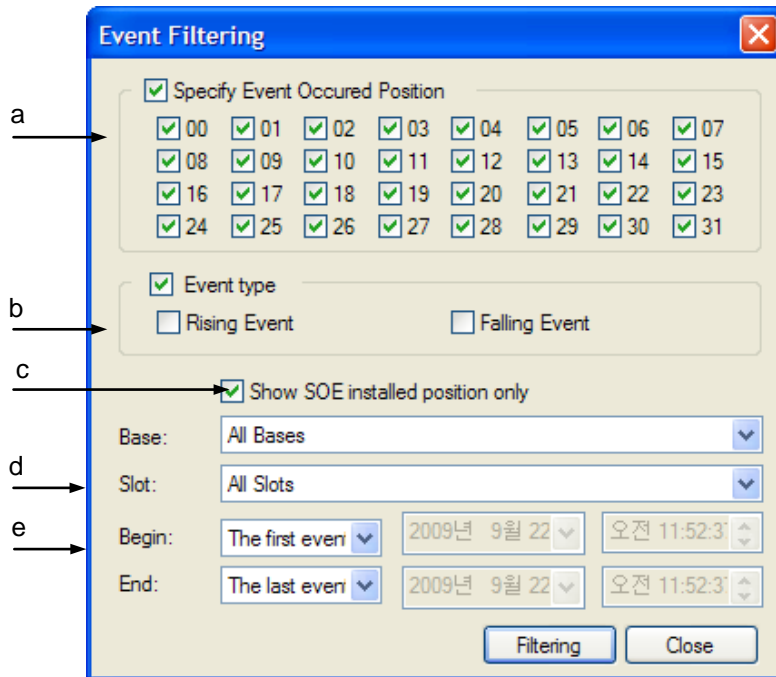 Event Filtering
Specify Event Occured Position
a
00 01 02 03 04 05 06 07
08 09 10 11 12 13 14 15
16 17 18 19 20 21 22 23
24 25 26 27 28 29 30 31
Event type
b
Rising Event Falling Event
c
Show SOE installed position only
Base: All Bases
d
Slot: All Slots
e
Begin: The first event 2009년 9월 22 오전 11:52:3
End: The last event 2009년 9월 22 오전 11:52:3
Filtering Close